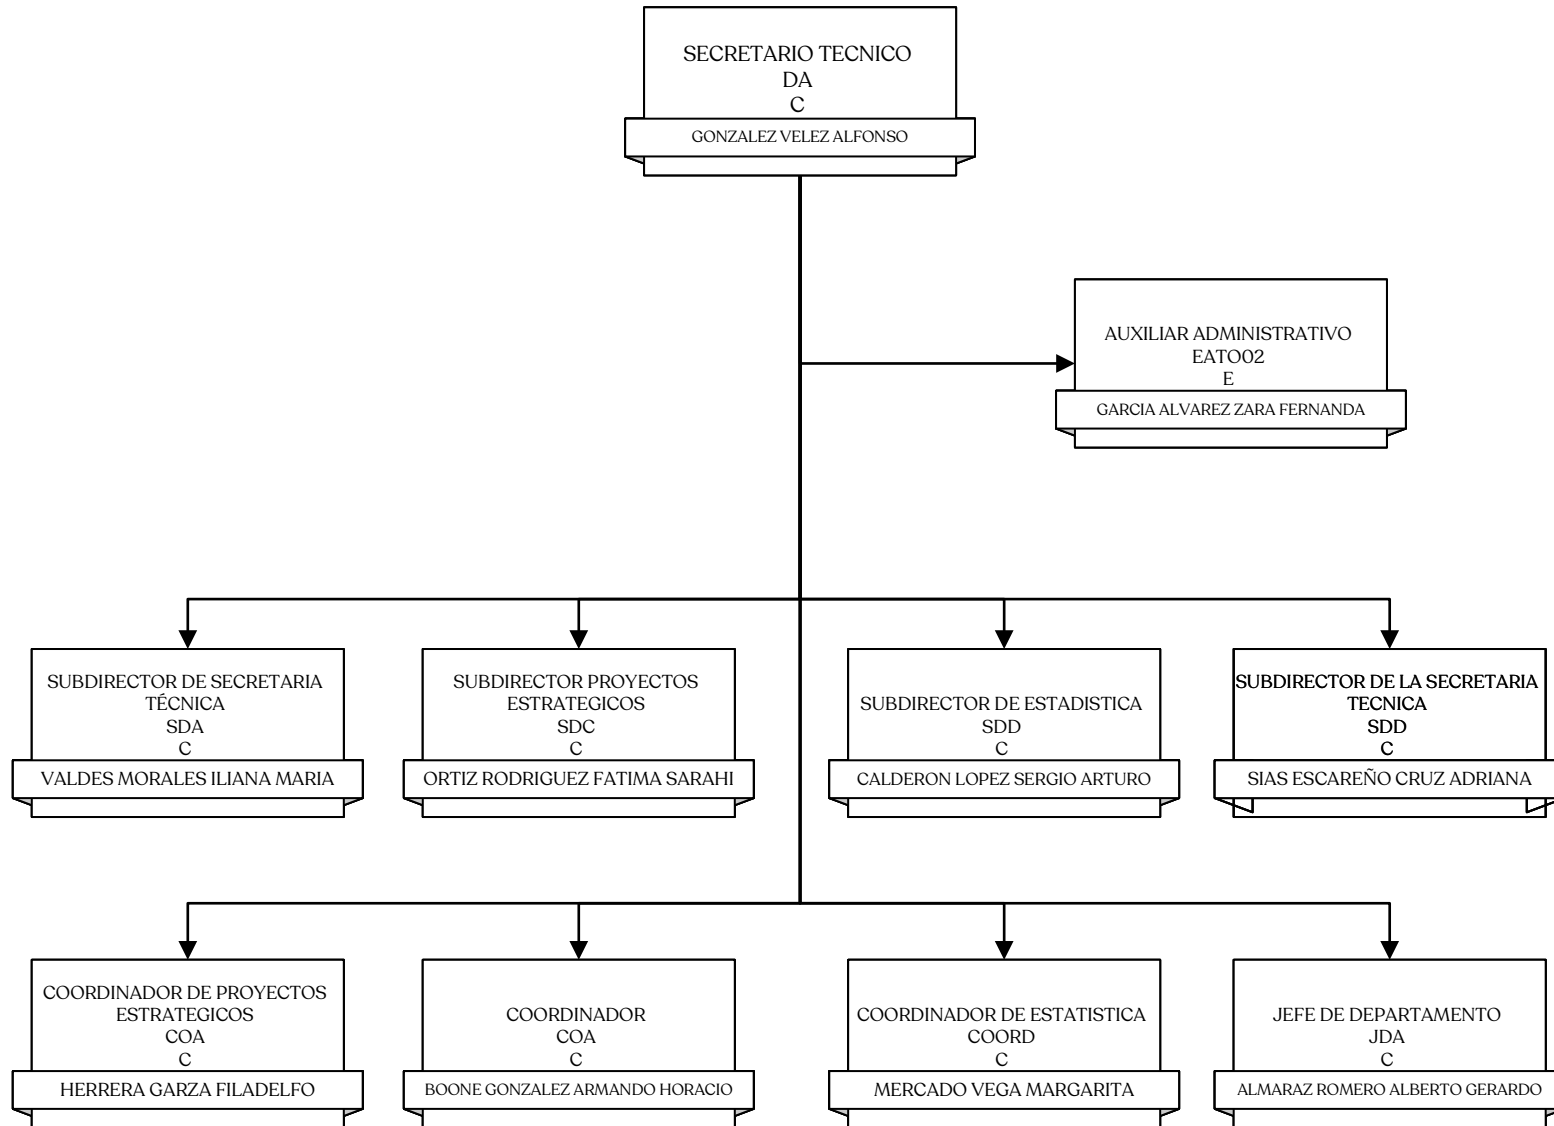 SECRETARIO TECNICO
DA
C
GONZALEZ VELEZ ALFONSO
AUXILIAR ADMINISTRATIVO
EATO02
E
GARCIA ALVAREZ ZARA FERNANDA
SUBDIRECTOR DE SECRETARIA
TÉCNICA
SDA
C
VALDES MORALES ILIANA MARIA
SUBDIRECTOR PROYECTOS
ESTRATEGICOS
SDC
C
ORTIZ RODRIGUEZ FATIMA SARAHI
SUBDIRECTOR DE ESTADISTICA
SDD
C
CALDERON LOPEZ SERGIO ARTURO
SUBDIRECTOR DE LA SECRETARIA
TECNICA
SDD
C
SIAS ESCAREÑO CRUZ ADRIANA
COORDINADOR DE PROYECTOS
ESTRATEGICOS
COA
C
HERRERA GARZA FILADELFO
COORDINADOR
COA
C
BOONE GONZALEZ ARMANDO HORACIO
COORDINADOR DE ESTATISTICA
COORD
C
MERCADO VEGA MARGARITA
JEFE DE DEPARTAMENTO
JDA
C
ALMARAZ ROMERO ALBERTO GERARDO